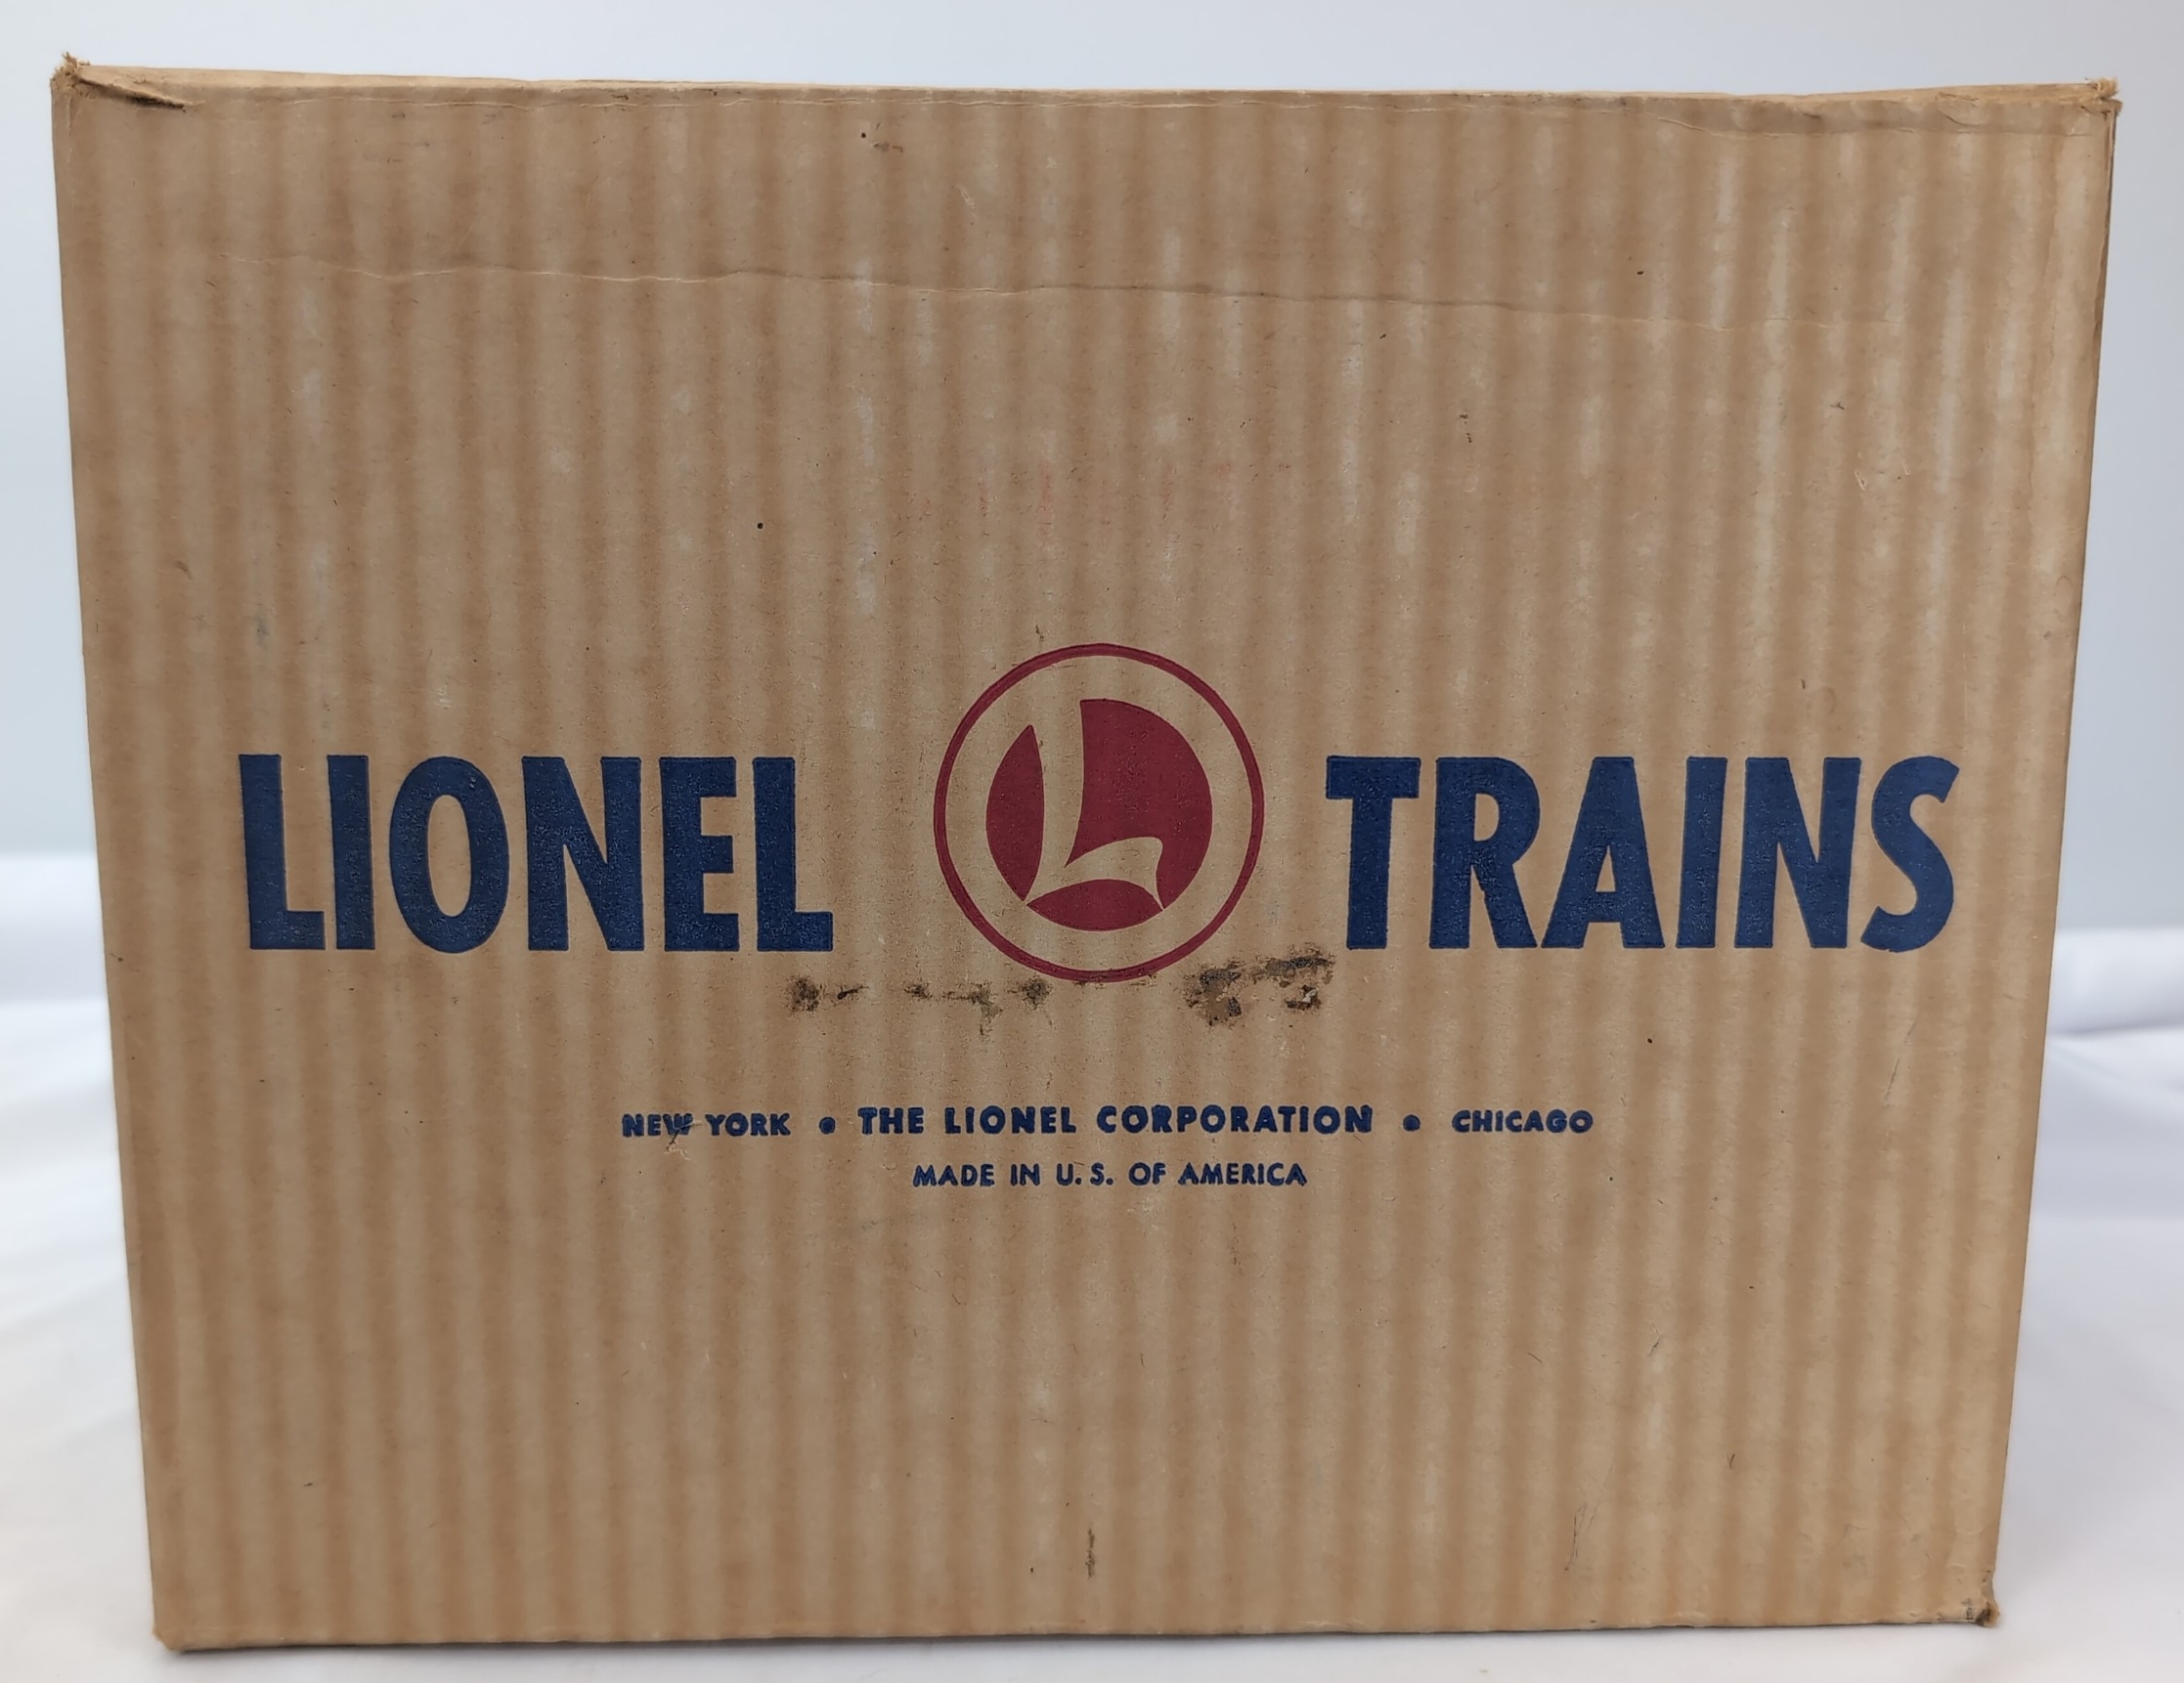 LIONEL L TRAINS
NEW YORK • THE LIONEL CORPORATION • CHICAGO
MADE IN U.S. OF AMERICA